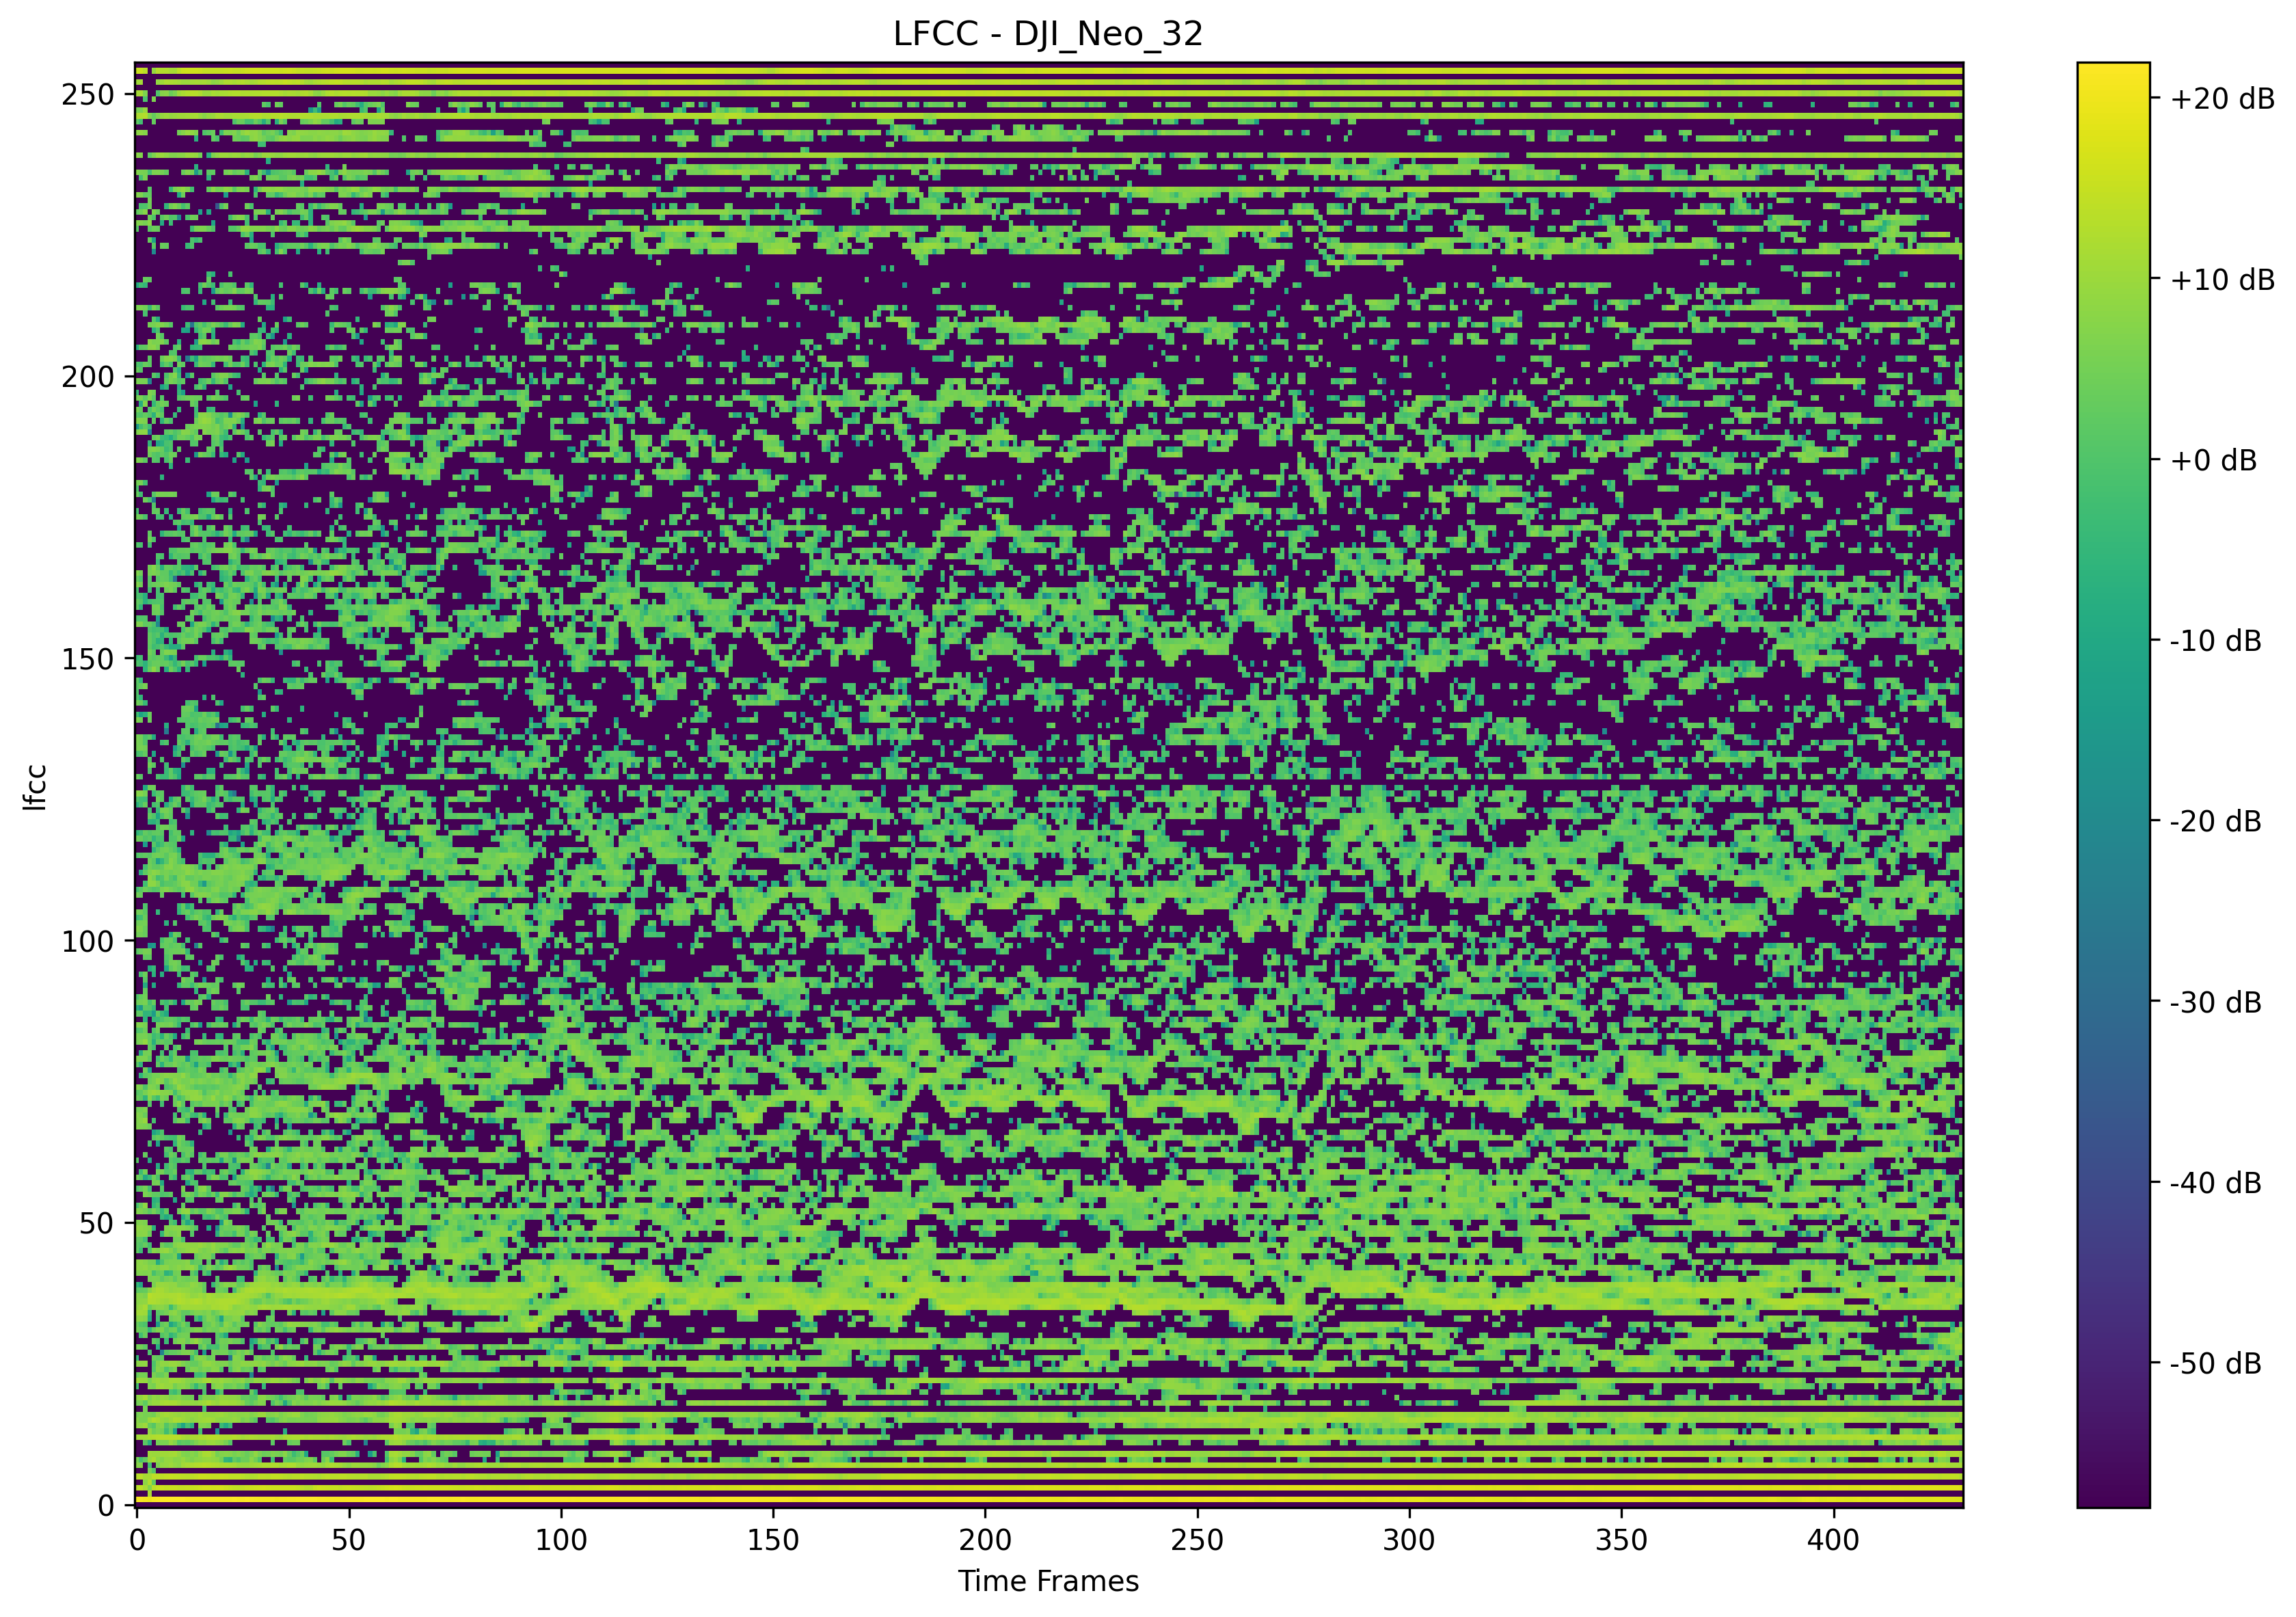 LFCC - DJI_Neo_32
250
200
150
100
50
0
lfcc
0 50 100 150 200 250 300 350 400
Time Frames
+20 dB
+10 dB
+0 dB
-10 dB
-20 dB
-30 dB
-40 dB
-50 dB